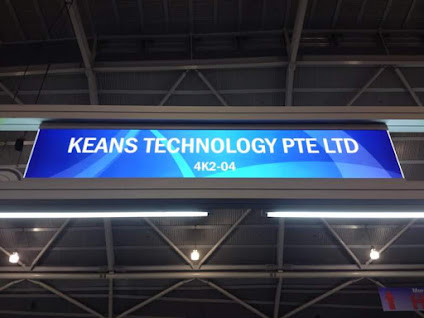 KEANS TECHNOLOGY PTE LTD
4K2-04